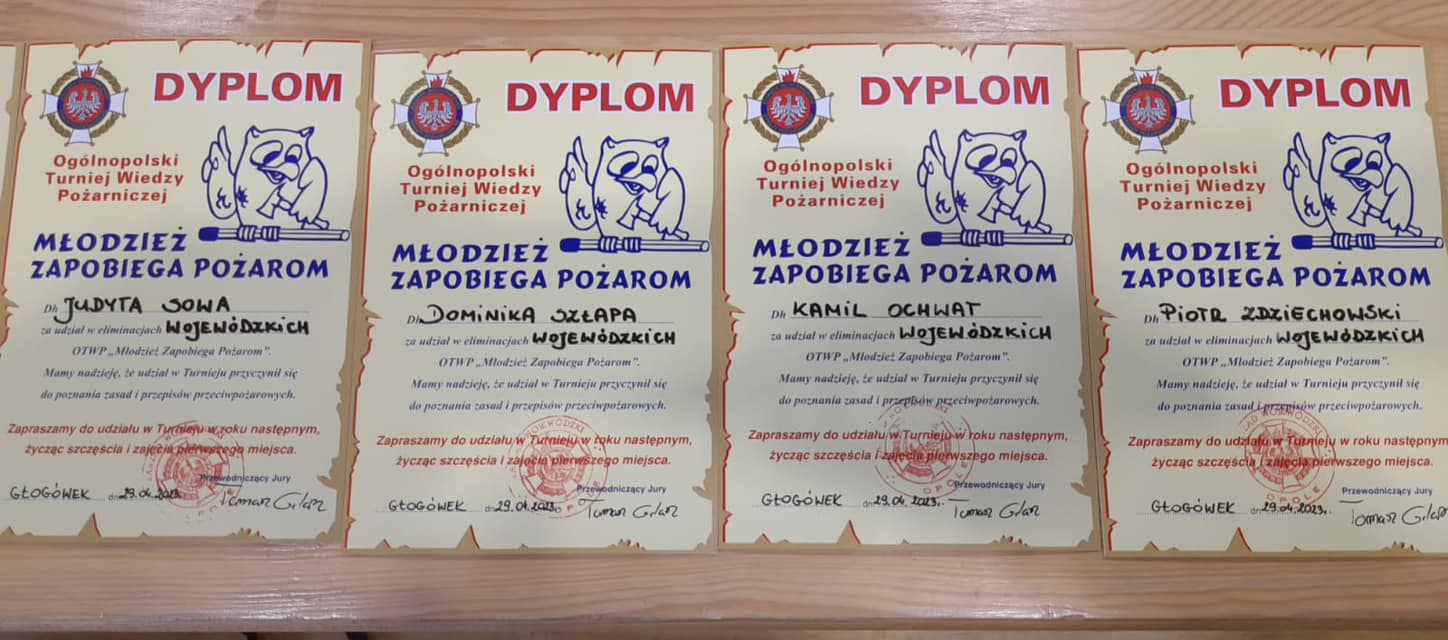 DYPLOM
Ogólnopolski
Turniej Wiedzy
Pożarniczej
MŁODZIEŻ
ZAPOBIEGA POŻAROM
Dh JUDYTA SOWA
za udział w eliminacjach WOJEWÓDZKICH
OTWP „Młodzież Zapobiega Pożarom”.
Mamy nadzieję, że udział w Turnieju przyczynił się
do poznania zasad i przepisów przeciwpożarowych.
Zapraszamy do udziału w Turnieju w roku następnym,
życząc szczęścia i zajęcia pierwszego miejsca.
Przewodniczący Jury
GŁOGÓWEK dn 29.04.2023.
DYPLOM
Ogólnopolski
Turniej Wiedzy
Pożarniczej
MŁODZIEŻ
ZAPOBIEGA POŻAROM
Dh DOMINIKA SZŁAPA
za udział w eliminacjach WOJEWÓDZKICH
OTWP „Młodzież Zapobiega Pożarom”.
Mamy nadzieję, że udział w Turnieju przyczynił się
do poznania zasad i przepisów przeciwpożarowych.
Zapraszamy do udziału w Turnieju w roku następnym,
życząc szczęścia i zajęcia pierwszego miejsca.
Przewodniczący Jury
GŁOGÓWEK dn 29.04.2023.
DYPLOM
Ogólnopolski
Turniej Wiedzy
Pożarniczej
MŁODZIEŻ
ZAPOBIEGA POŻAROM
Dh KAMIL OCHWAT
za udział w eliminacjach WOJEWÓDZKICH
OTWP „Młodzież Zapobiega Pożarom”.
Mamy nadzieję, że udział w Turnieju przyczynił się
do poznania zasad i przepisów przeciwpożarowych.
Zapraszamy do udziału w Turnieju w roku następnym,
życząc szczęścia i zajęcia pierwszego miejsca.
OPOLE
Przewodniczący Jury
GŁOGÓWEK dn 29.04.2023.
DYPLOM
Ogólnopolski
Turniej Wiedzy
Pożarniczej
MŁODZIEŻ
ZAPOBIEGA POŻAROM
Dh PIOTR ZDZIECHOWSKI
za udział w eliminacjach WOJEWÓDZKICH
OTWP „Młodzież Zapobiega Pożarom”.
Mamy nadzieję, że udział w Turnieju przyczynił się
do poznania zasad i przepisów przeciwpożarowych.
WOJEWÓDZKI
Zapraszamy do udziału w Turnieju w roku następnym
życząc szczęścia i zajęcia pierwszego miejsca.
OPOLE
Przewodniczący Jury
GŁOGÓWEK dn. 29.04.2023.